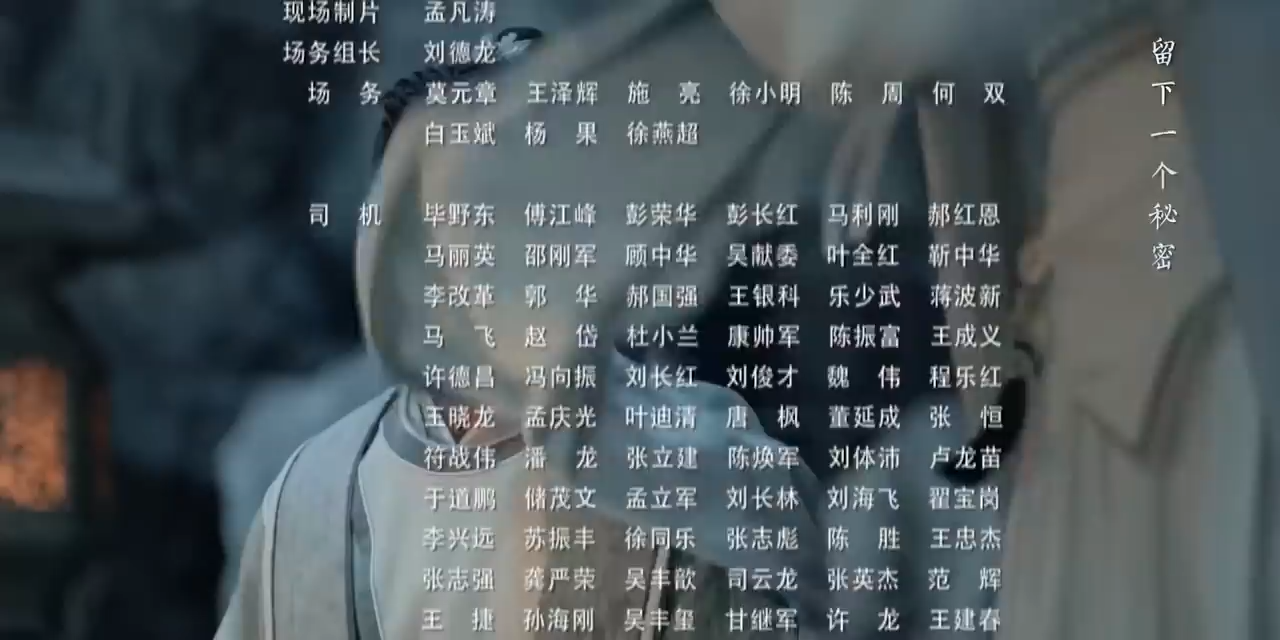 现场制片 孟凡涛
场务组长 刘德龙
场 务 莫元章 王泽辉 施 亮 徐小明 陈 周 何 双
白玉斌 杨 果 徐燕超
司 机 毕野东 傅江峰 彭荣华 彭长红 马利刚 郝红恩
马丽英 邵刚军 顾中华 吴献委 叶全红 靳中华
李改革 郭 华 郝国强 王银科 乐少武 蒋波新
马 飞 赵 岱 杜小兰 康帅军 陈振富 王成义
许德昌 冯向振 刘长红 刘俊才 魏 伟 程乐红
王晓龙 孟庆光 叶迪清 唐 枫 董延成 张 恒
符战伟 潘 龙 张立建 陈焕军 刘体沛 卢龙苗
于道鹏 储茂文 孟立军 刘长林 刘海飞 翟宝岗
李兴远 苏振丰 徐同乐 张志彪 陈 胜 王忠杰
张志强 龚严荣 吴丰歆 司云龙 张英杰 范 辉
王 捷 孙海刚 吴丰玺 甘继军 许 龙 王建春
留下一个秘密